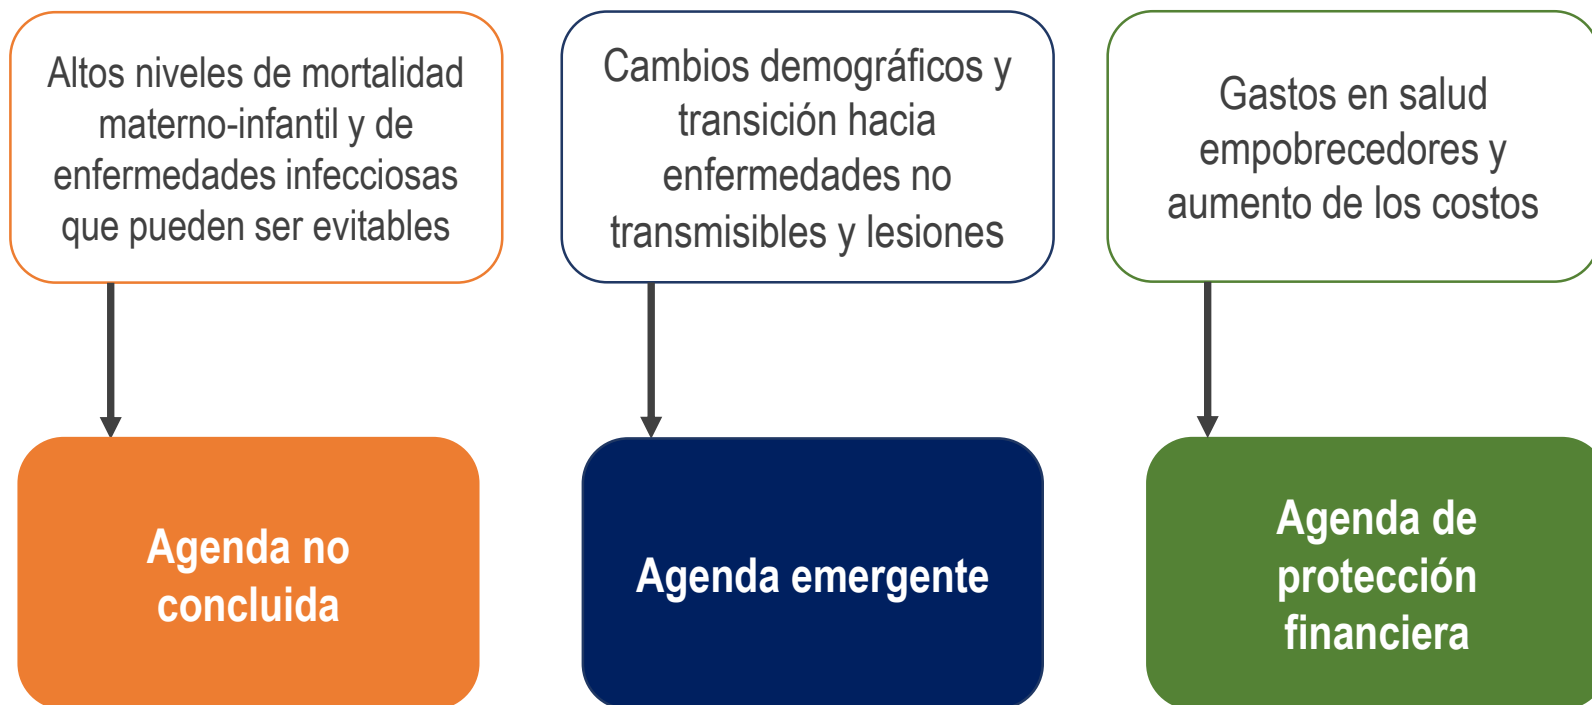 Altos niveles de mortalidad
materno-infantil y de
enfermedades infecciosas
que pueden ser evitables
Cambios demográficos y
transición hacia
enfermedades no
transmisibles y lesiones
Gastos en salud
empobrecedores y
aumento de los costos
Agenda no
concluida
Agenda emergente
Agenda de
protección
financiera